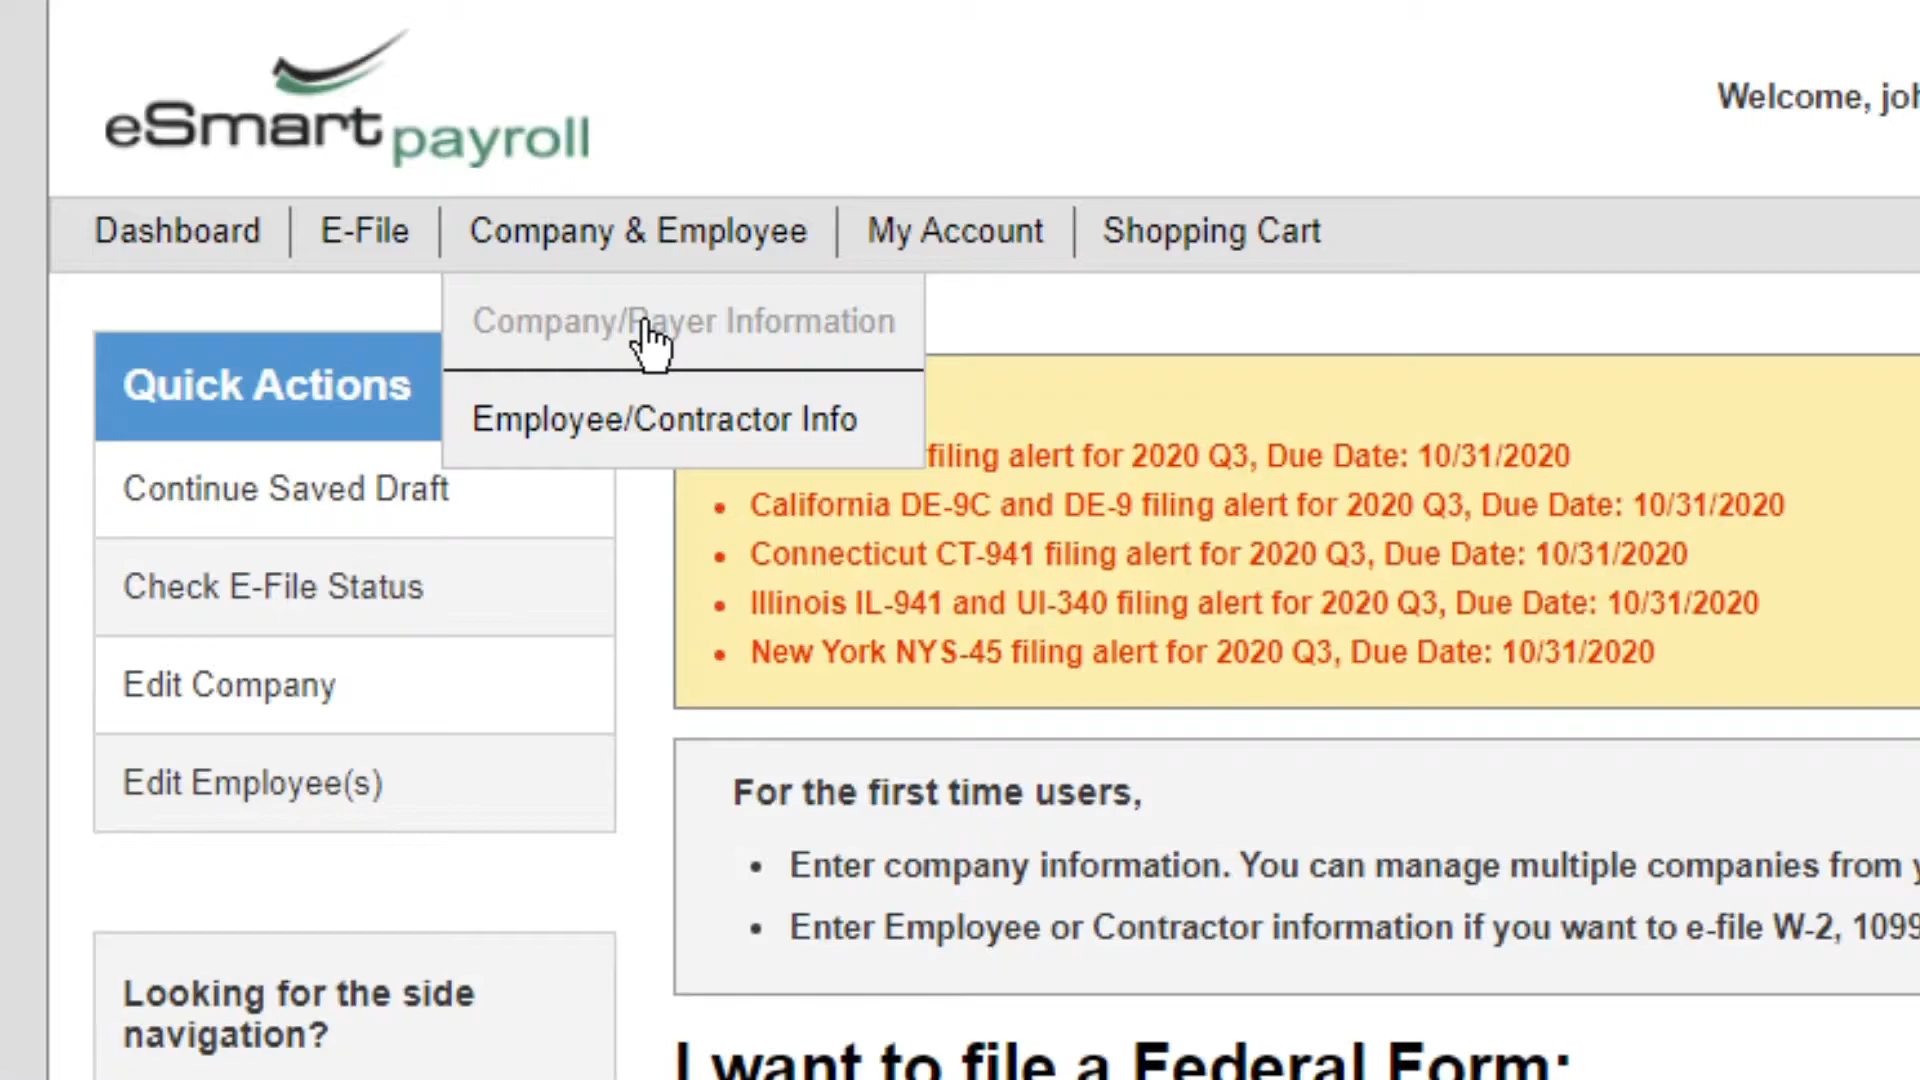 eSmart payroll
Welcome, joh
Dashboard
E-File
Company & Employee
My Account
Shopping Cart
Company/Payer Information
Employee/Contractor Info
Quick Actions
Continue Saved Draft
Check E-File Status
Edit Company
Edit Employee(s)
Looking for the side
navigation?
filing alert for 2020 Q3, Due Date: 10/31/2020
California DE-9C and DE-9 filing alert for 2020 Q3, Due Date: 10/31/2020
Connecticut CT-941 filing alert for 2020 Q3, Due Date: 10/31/2020
Illinois IL-941 and UI-340 filing alert for 2020 Q3, Due Date: 10/31/2020
New York NYS-45 filing alert for 2020 Q3, Due Date: 10/31/2020
For the first time users,
Enter company information. You can manage multiple companies from
Enter Employee or Contractor information if you want to e-file W-2, 1099
I want to file a Federal Form: